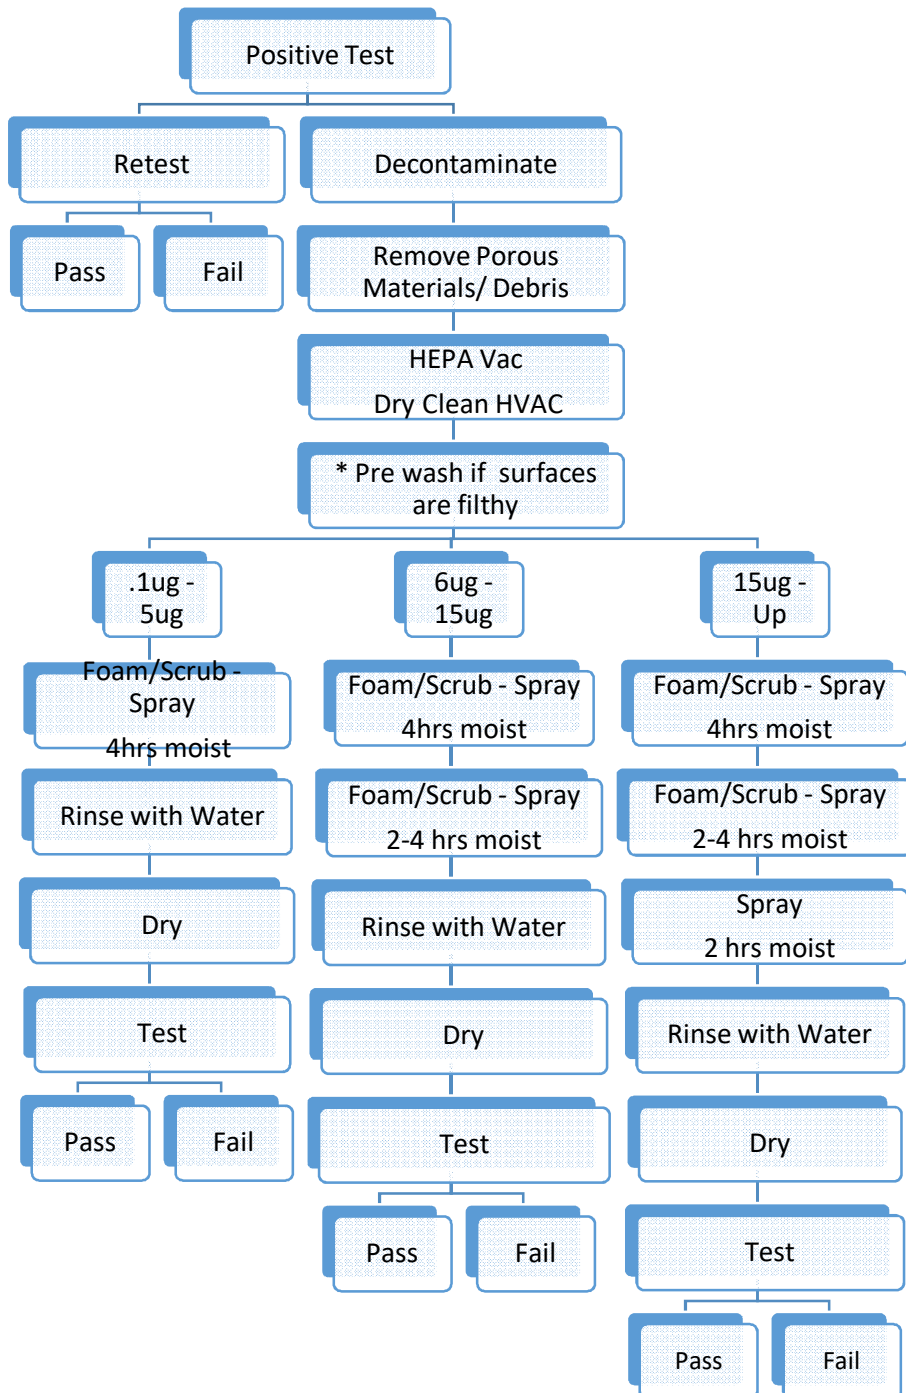 Positive Test
Retest
Decontaminate
Pass
Fail
Remove Porous
Materials/ Debris
HEPA Vac
Dry Clean HVAC
* Pre wash if surfaces
are filthy
.1ug -
5ug
6ug -
15ug
15ug -
Up
Foam/Scrub -
Spray
4hrs moist
Foam/Scrub - Spray
4hrs moist
Foam/Scrub - Spray
4hrs moist
Rinse with Water
Foam/Scrub - Spray
2-4 hrs moist
Foam/Scrub - Spray
2-4 hrs moist
Dry
Rinse with Water
Spray
2 hrs moist
Test
Dry
Rinse with Water
Pass
Fail
Test
Dry
Pass
Fail
Test
Pass
Fail